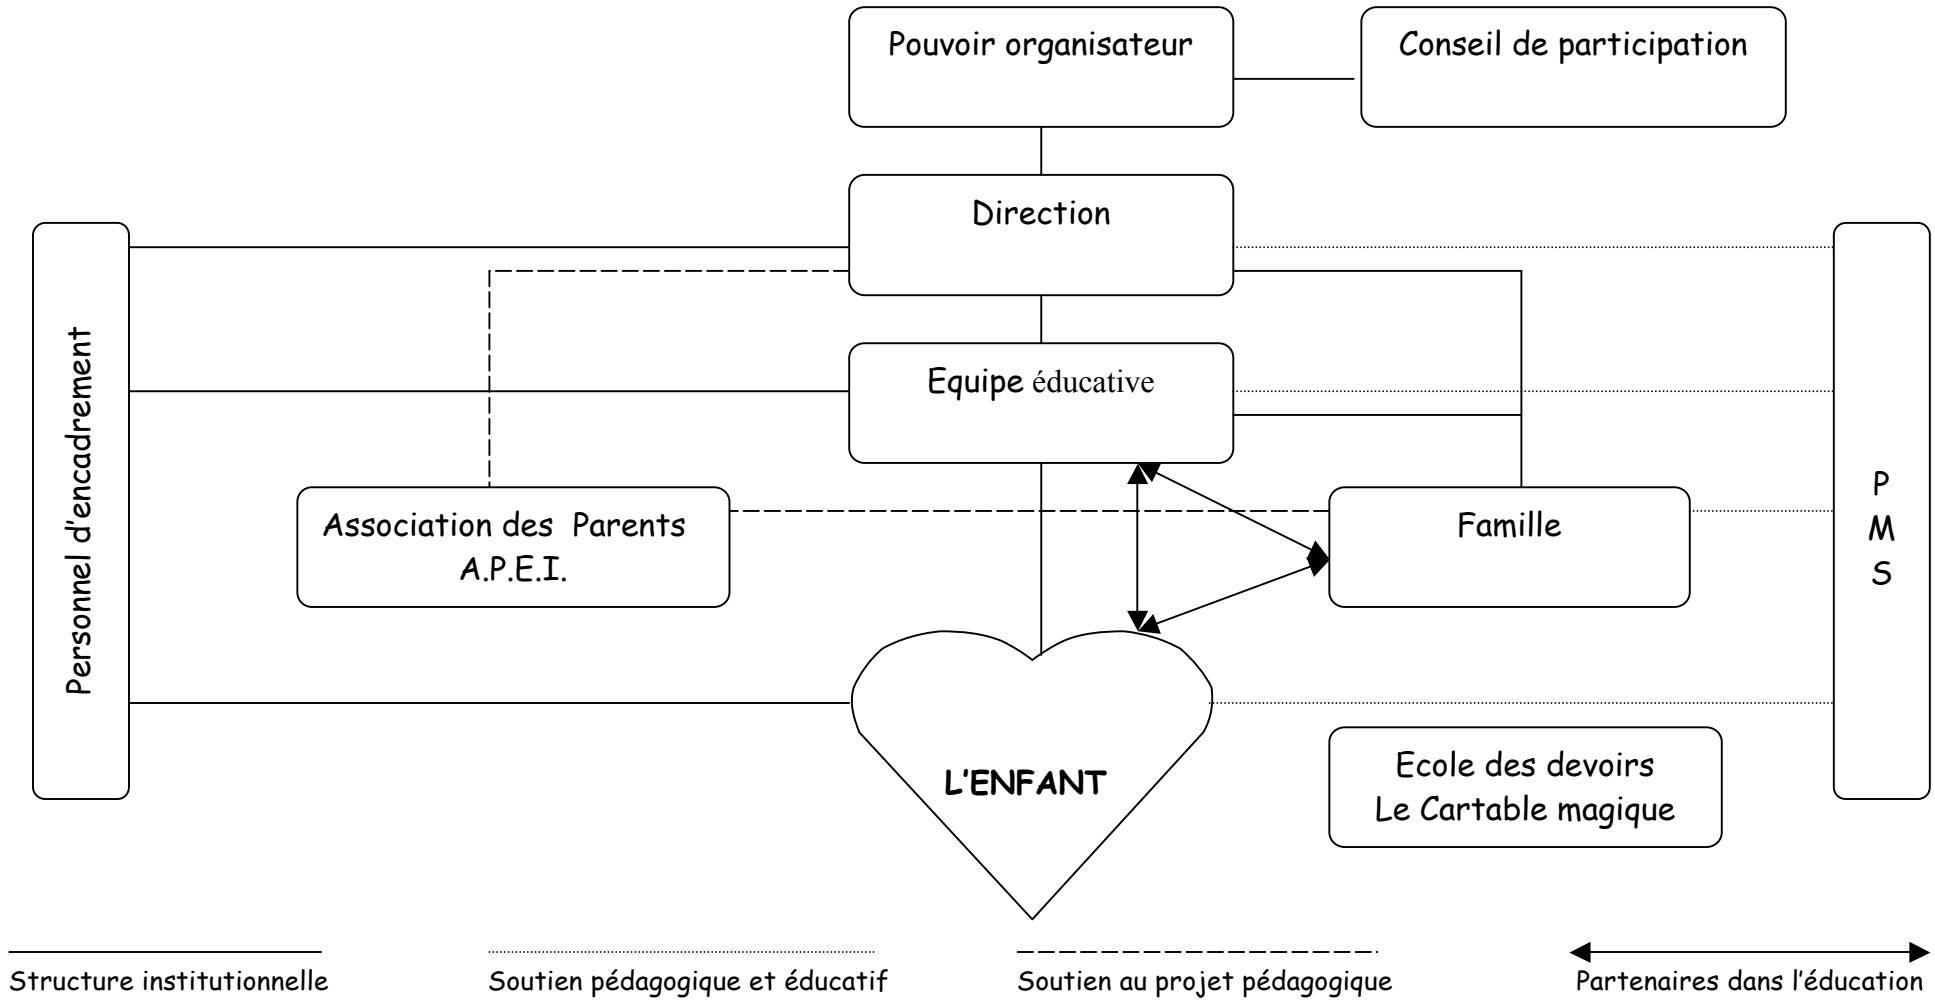 Pouvoir organisateur
Conseil de participation
Direction
Personnel d'encadrement
Equipe éducative
P
M
S
Association des  Parents
A.P.E.I.
Famille
L'ENFANT
Ecole des devoirs
Le Cartable magique
Structure institutionnelle
Soutien pédagogique et éducatif
Soutien au projet pédagogique
Partenaires dans l'éducation